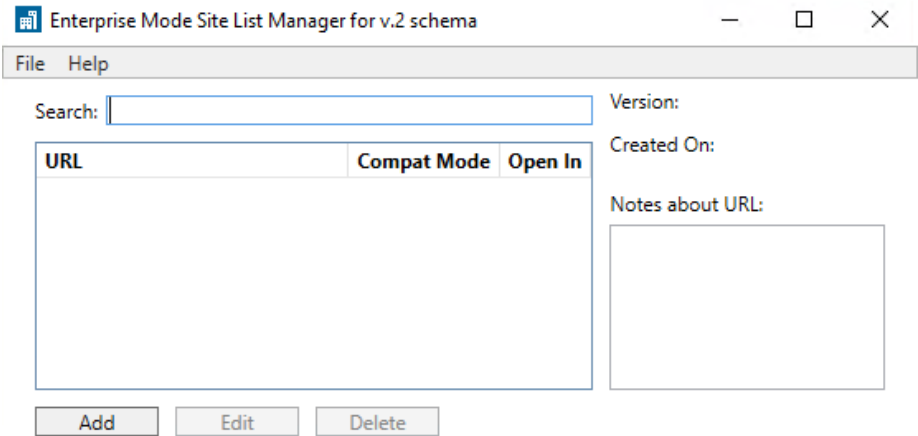 Enterprise Mode Site List Manager for v.2 schema
File Help
Search:
Version:
Created On:
URL Compat Mode Open In
Notes about URL:
Add Edit Delete